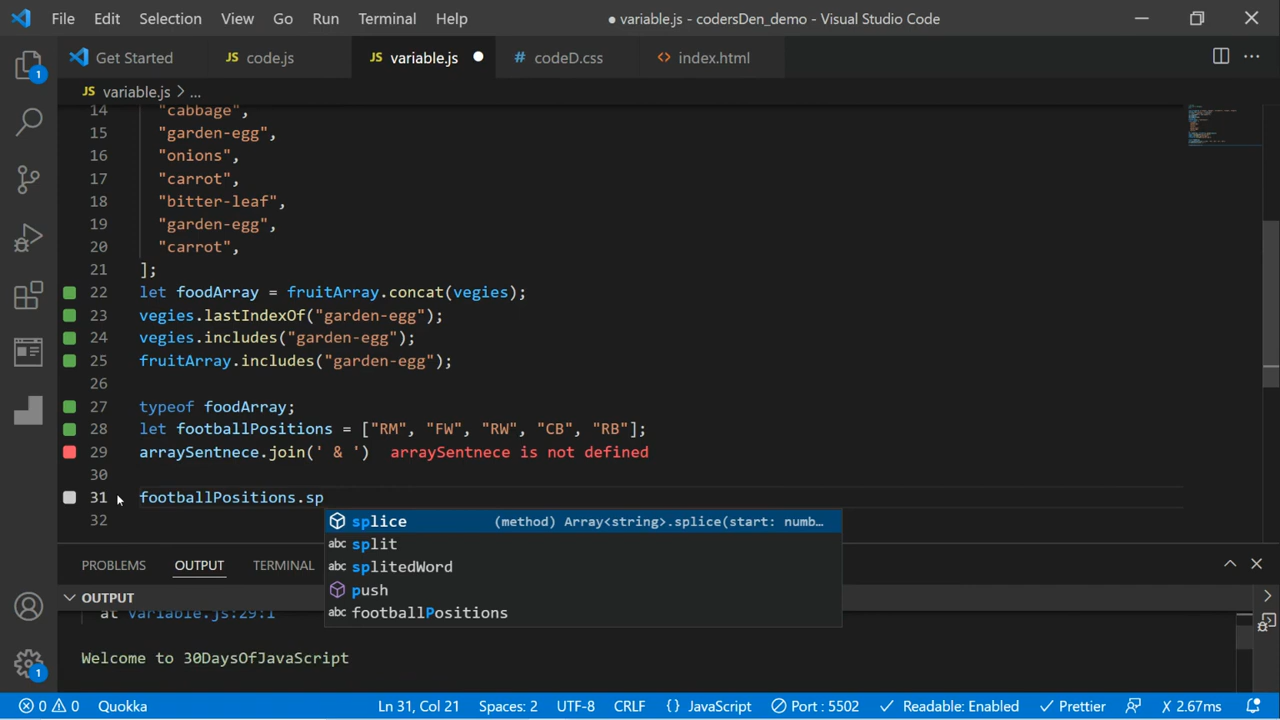 File Edit Selection View Go Run Terminal Help ● variable.js - codersDen_demo - Visual Studio Code
Get Started JS code.js JS variable.js # codeD.css <> index.html
JS variable.js > ...
14 "cabbage",
15 "garden-egg",
16 "onions",
17 "carrot",
18 "bitter-leaf",
19 "garden-egg",
20 "carrot",
21 ];
22 let foodArray = fruitArray.concat(vegies);
23 vegies.lastIndexOf("garden-egg");
24 vegies.includes("garden-egg");
25 fruitArray.includes("garden-egg");
26
27 typeof foodArray;
28 let footballPositions = ["RM", "FW", "RW", "CB", "RB"];
29 arraySentnece.join(' & ') arraySentnece is not defined
30
31 footballPositions.sp
32
splice (method) Array<string>.splice(start: numb…
abc split
abc splitedWord
push
abc footballPositions
PROBLEMS OUTPUT TERMINAL
OUTPUT
at variable.js:29:1
Welcome to 30DaysOfJavaScript
1
1
0 0 Quokka Ln 31, Col 21 Spaces: 2 UTF-8 CRLF { } JavaScript Port : 5502 Readable: Enabled Prettier X 2.67ms